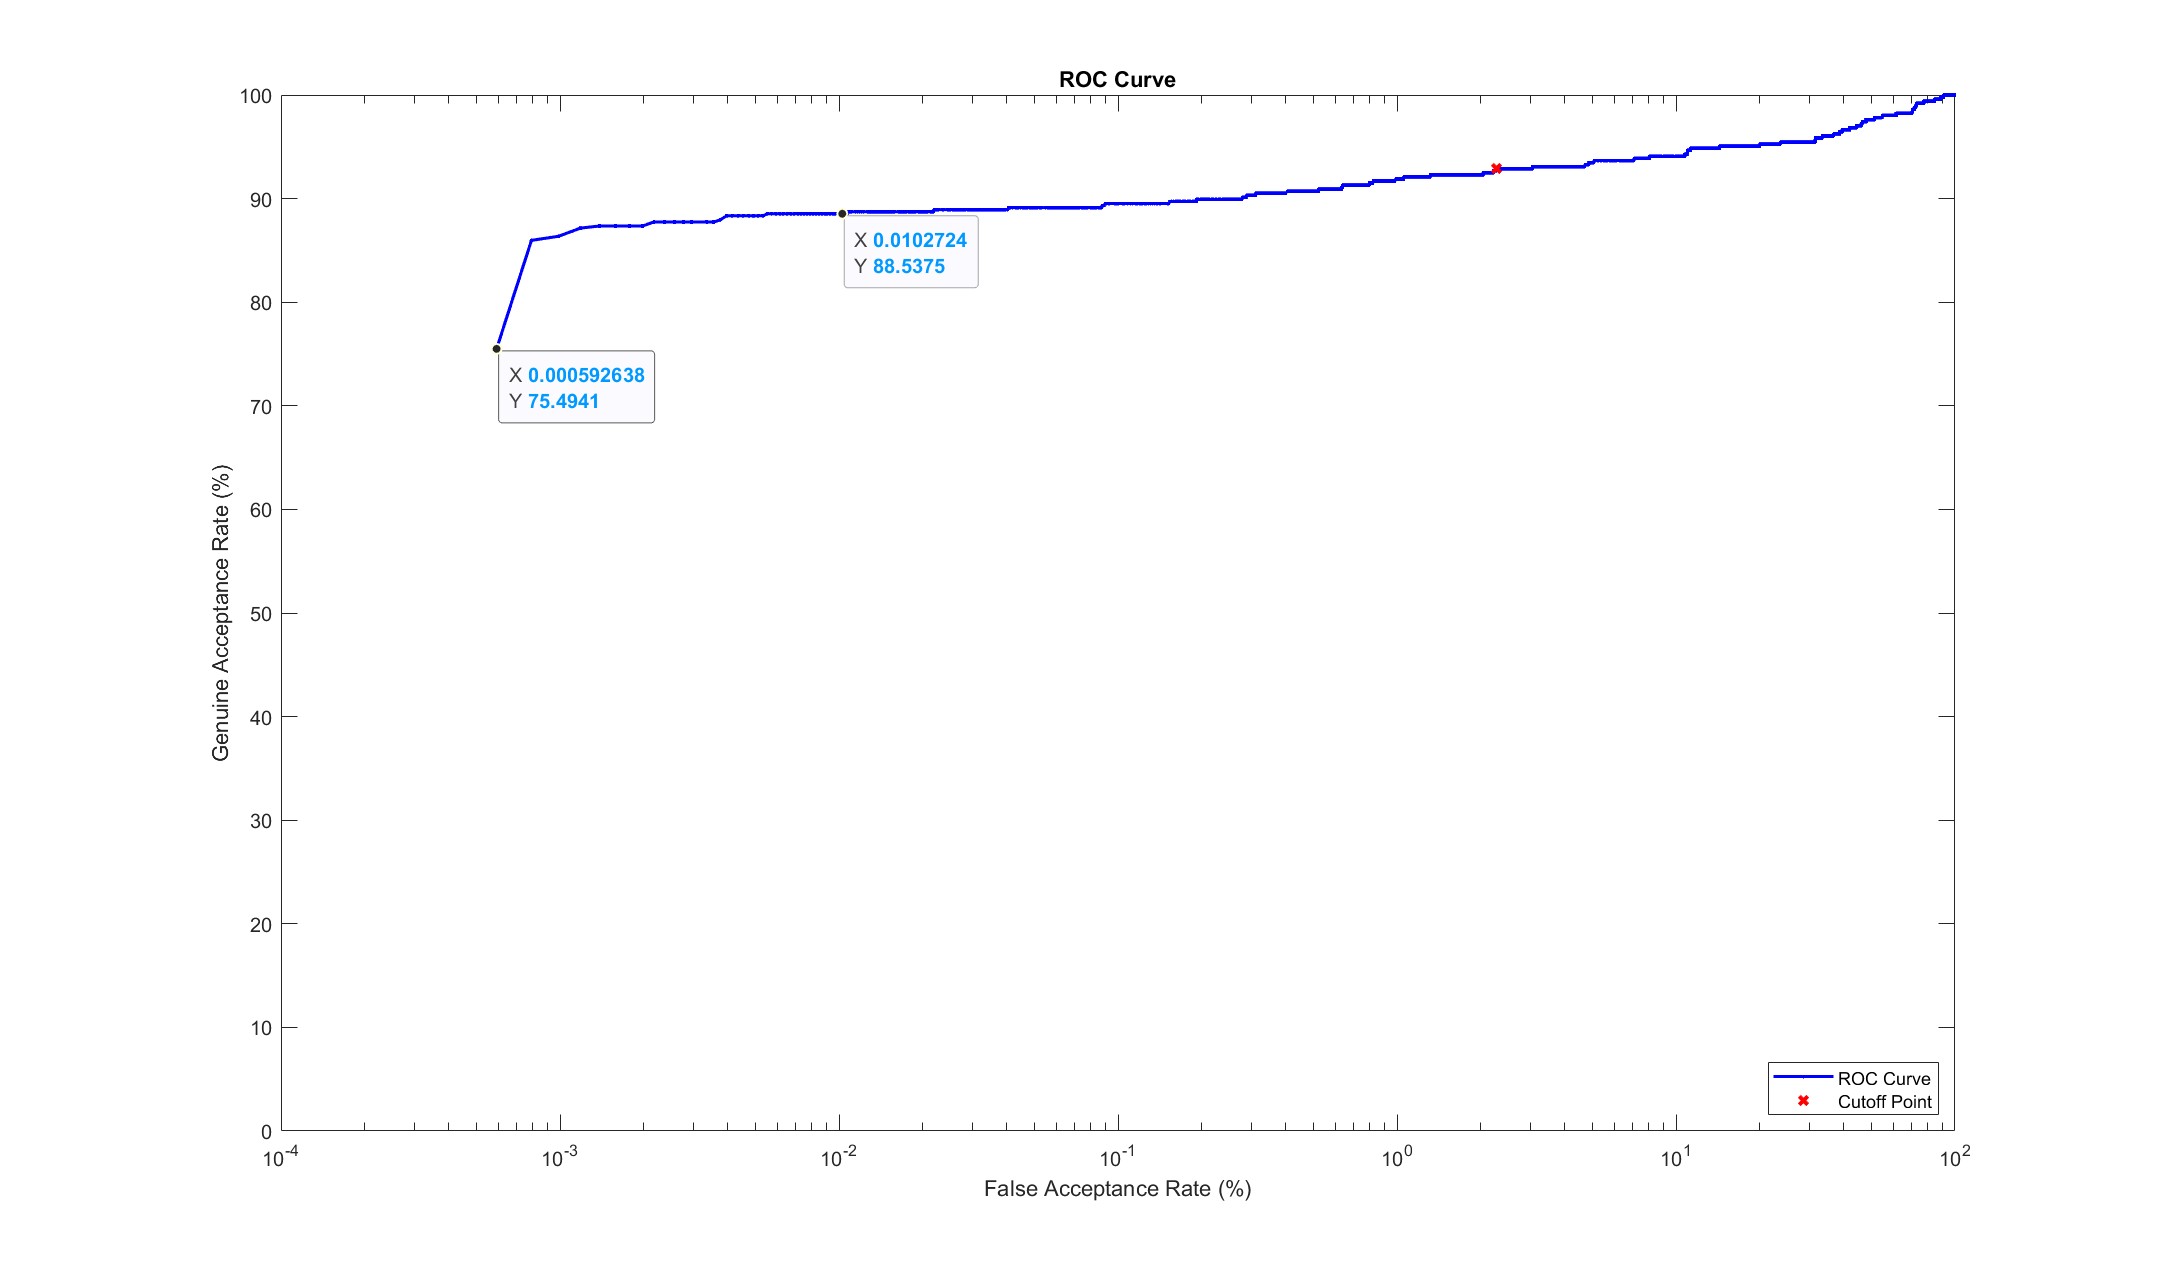 ROC Curve
100
90
80
70
60
50
40
30
20
10
0
Genuine Acceptance Rate (%)
X 0.0102724
Y 88.5375
X 0.000592638
Y 75.4941
ROC Curve
Cutoff Point
10-4 10-3 10-2 10-1 100 101 102
False Acceptance Rate (%)